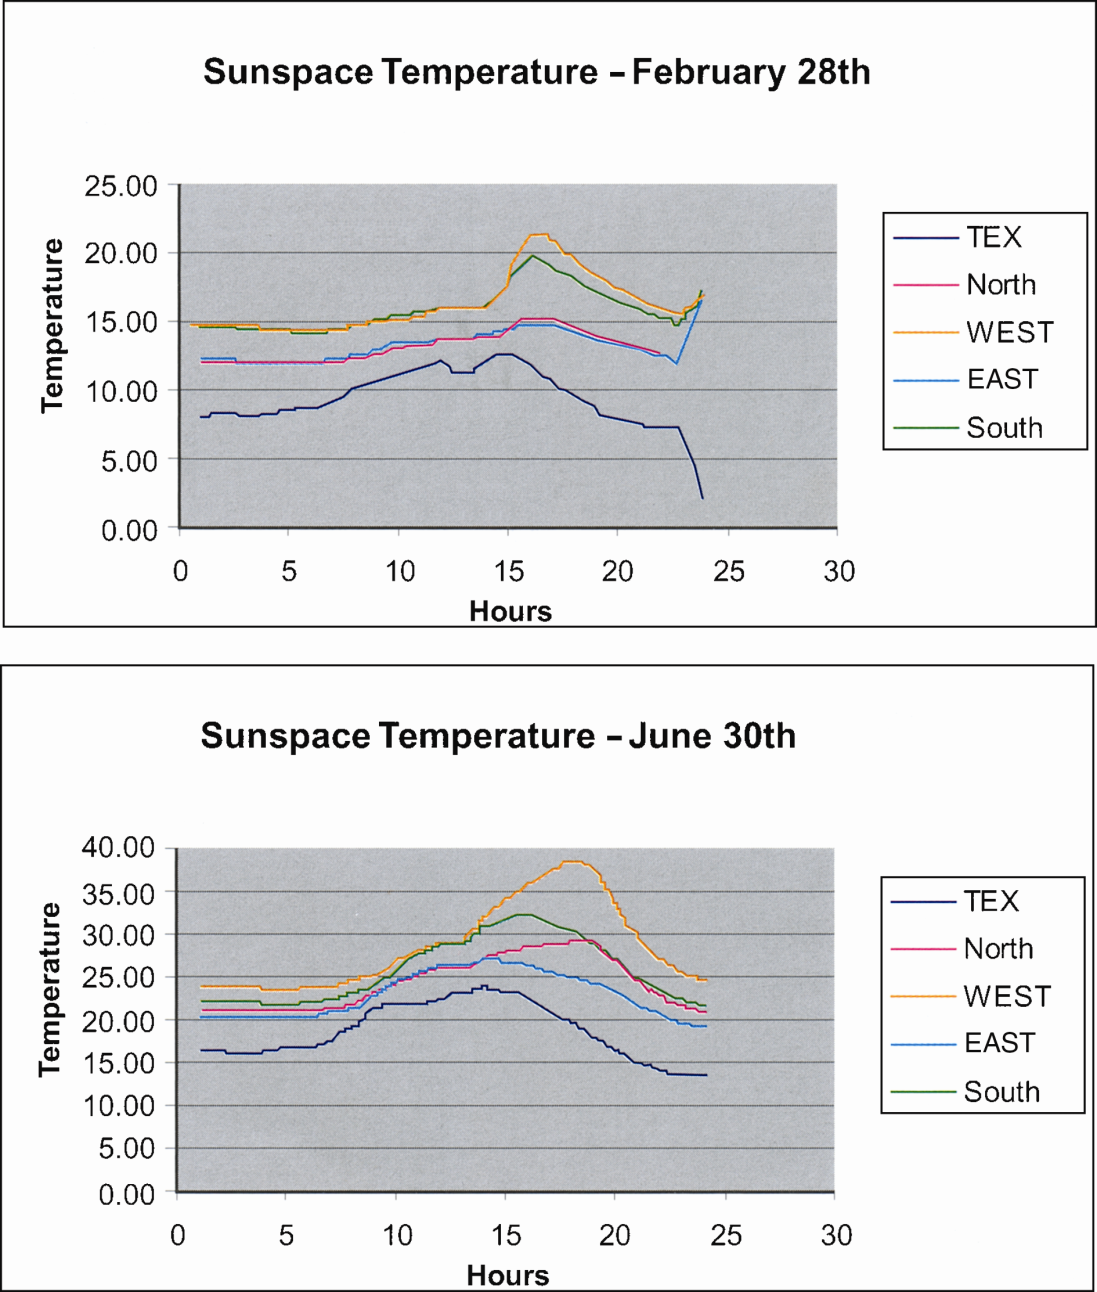 Sunspace Temperature – February 28th
25.00
20.00
15.00
10.00
5.00
0.00
Temperature
0 5 10 15 20 25 30
Hours
TEX
North
WEST
EAST
South
Sunspace Temperature – June 30th
40.00
35.00
30.00
25.00
20.00
15.00
10.00
5.00
0.00
Temperature
0 5 10 15 20 25 30
Hours
TEX
North
WEST
EAST
South